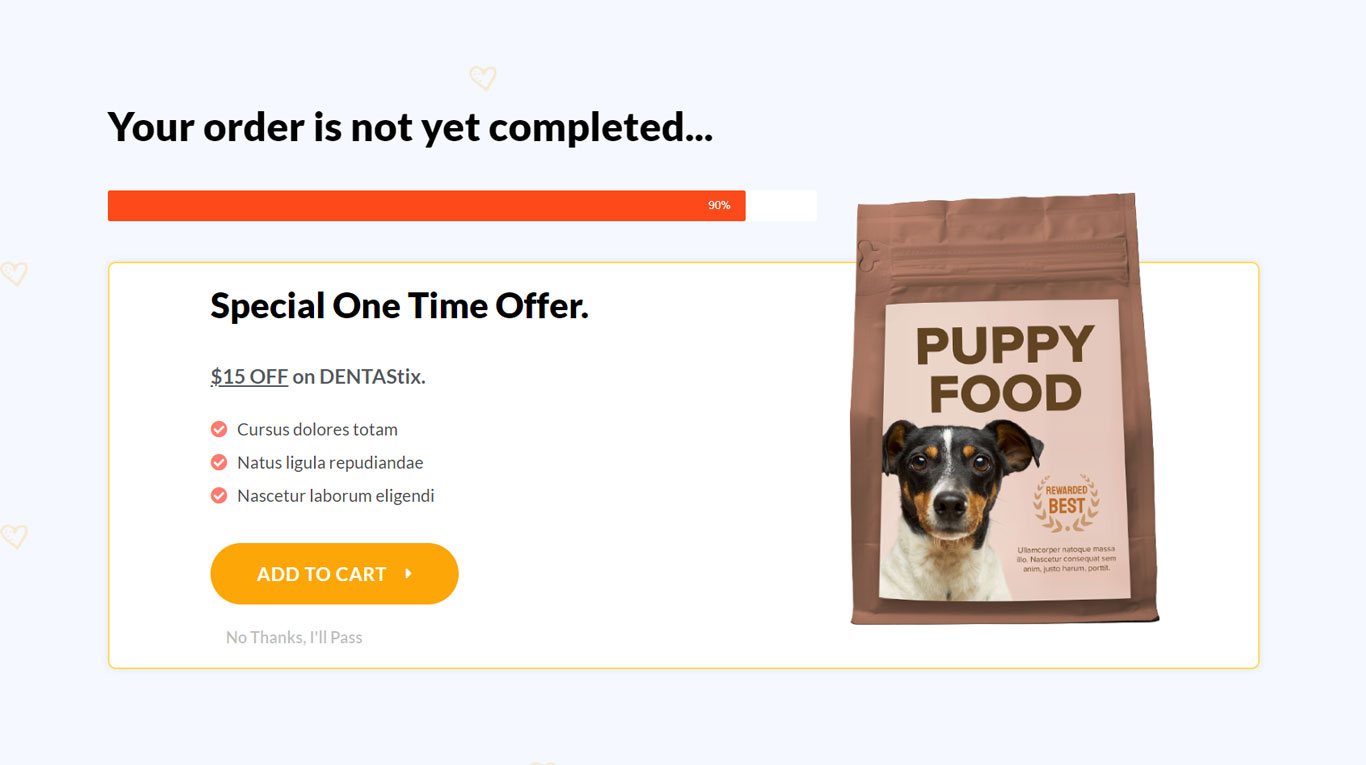 Your order is not yet completed...
90%
Special One Time Offer.
$15 OFF on DENTAStix.
Cursus dolores totam
Natus ligula repudiandae
Nascetur laborum eligendi
ADD TO CART
No Thanks, I'll Pass
PUPPY
FOOD
REWARDED
BEST
Ullamcorper natoque massa
illo. Nascetur consequat sem
anim, justo harum, porttit.